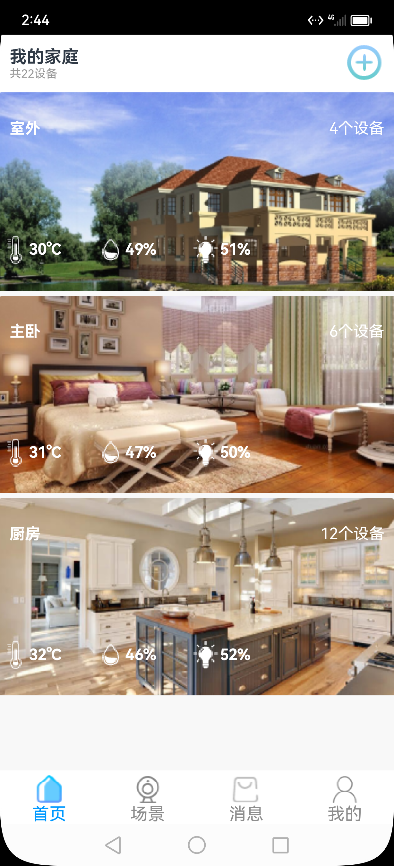 2:44
4G
我的家庭
共22设备
室外
4个设备
30℃ 49% 51%
主卧
6个设备
31℃ 47% 50%
厨房
12个设备
32℃ 46% 52%
首页 场景 消息 我的